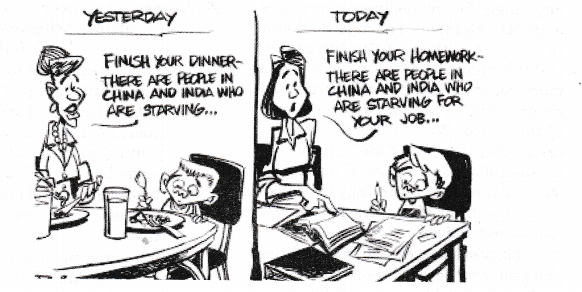 YESTERDAY
FINISH YOUR DINNER-
THERE ARE PEOPLE IN
CHINA AND INDIA WHO
ARE STARVING...
TODAY
FINISH YOUR HOMEWORK-
THERE ARE PEOPLE IN
CHINA AND INDIA WHO
ARE STARVING FOR
YOUR JOB...